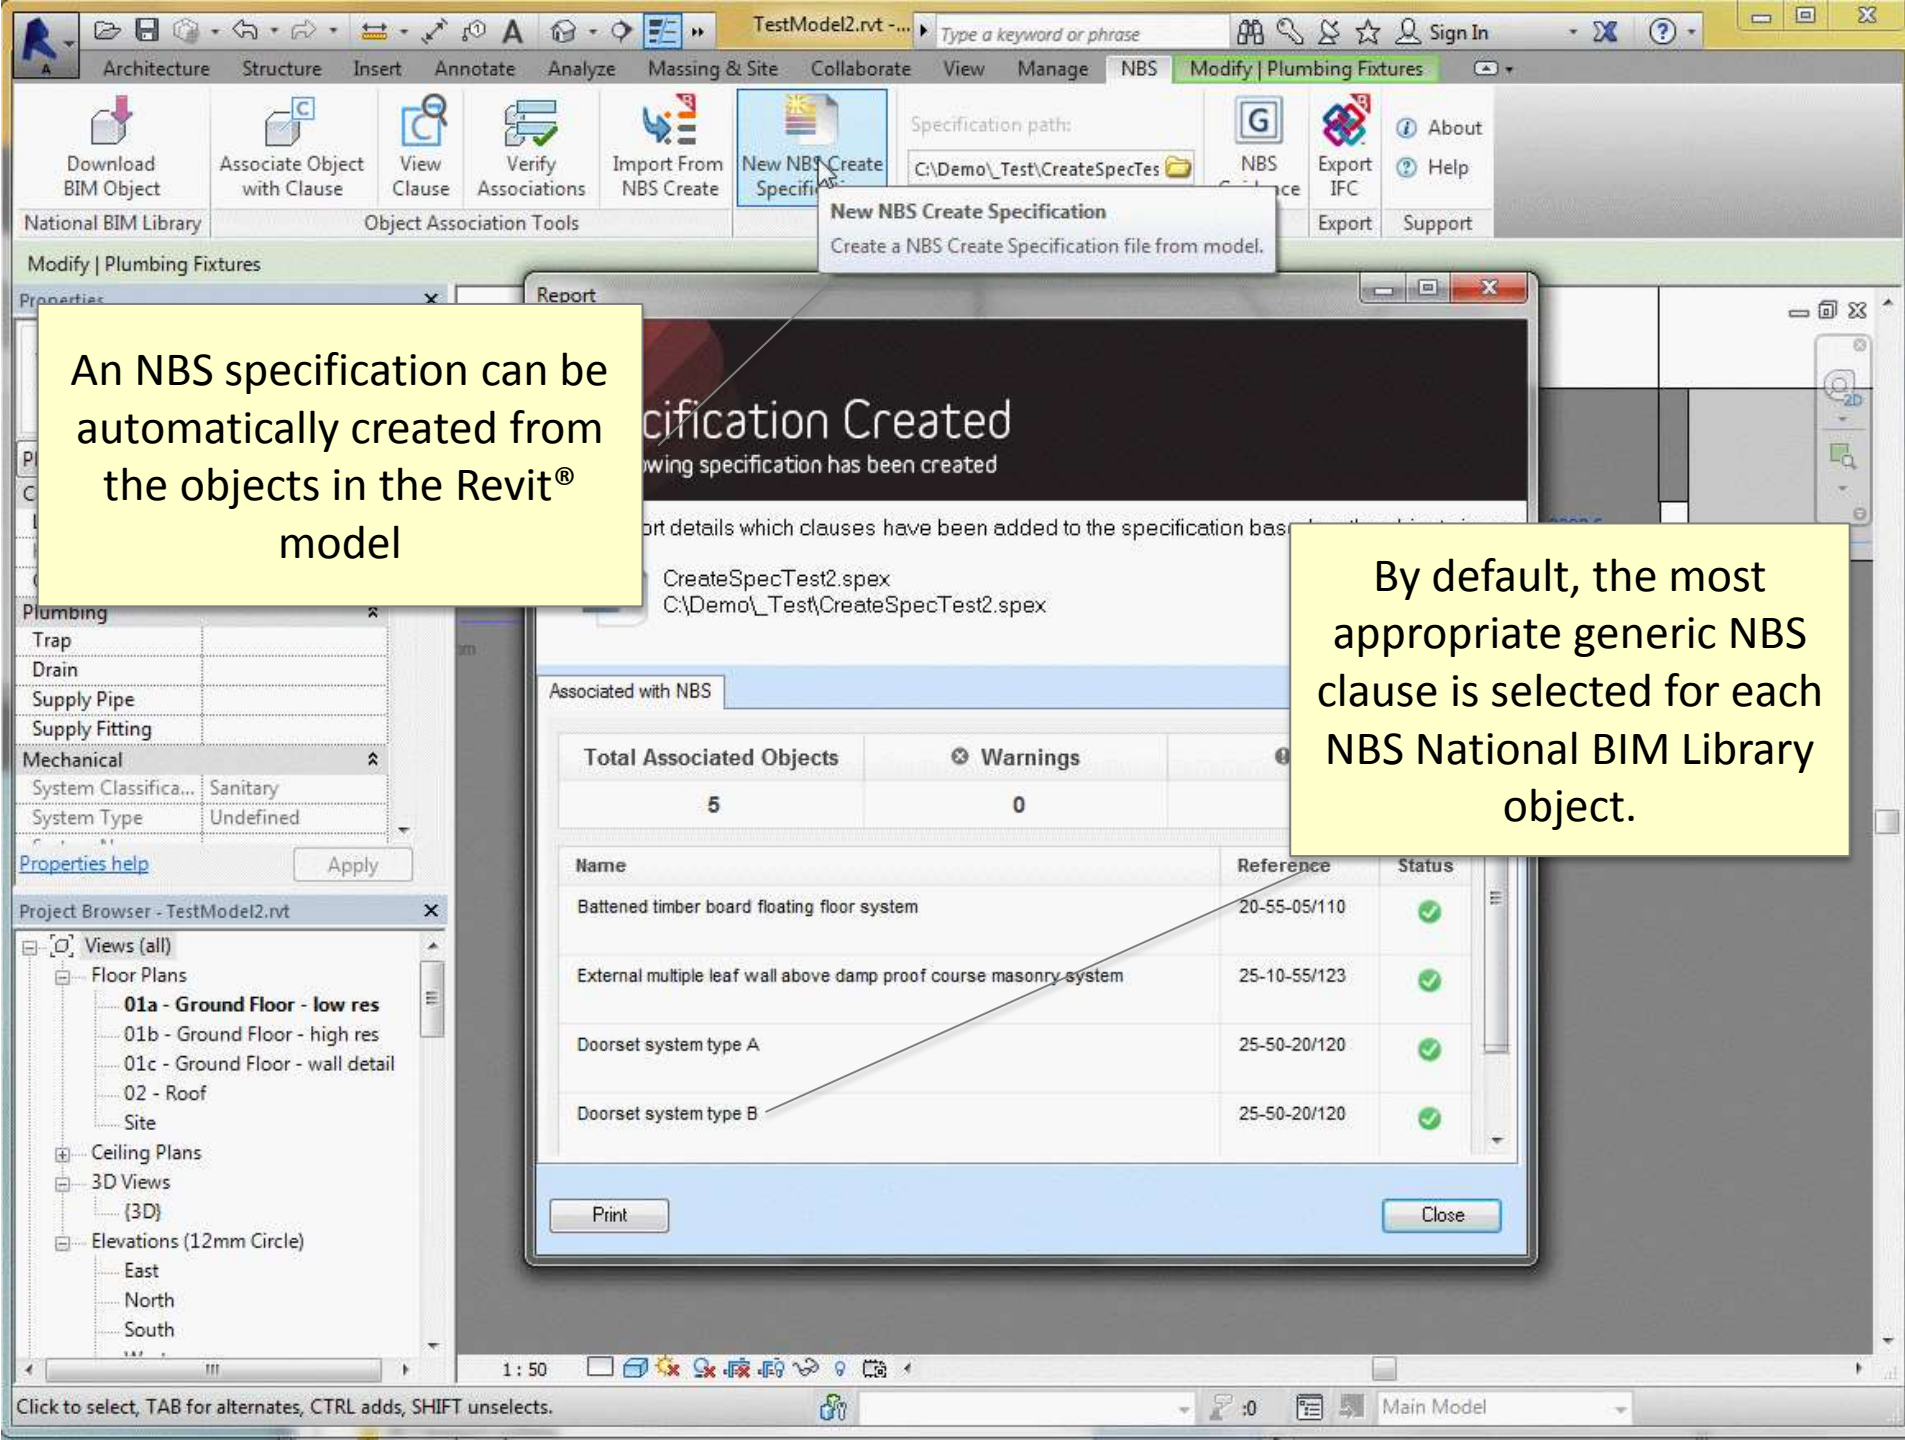 TestModel2.rvt -...
Type a keyword or phrase
Sign In
Architecture Structure Insert Annotate Analyze Massing & Site Collaborate View Manage NBS Modify | Plumbing Fixtures
Download
BIM Object
Associate Object
with Clause
View
Clause
Verify
Associations
Import From
NBS Create
New NBS Create
Specification path:
C:\Demo\_Test\CreateSpecTes
NBS
Export
IFC
About
Help
National BIM Library
Object Association Tools
Export
Support
New NBS Create Specification
Create a NBS Create Specification file from model.
Modify | Plumbing Fixtures
Properties
Report
An NBS specification can be
automatically created from
the objects in the Revit®
model
cification Created
owing specification has been created
ort details which clauses have been added to the specification
CreateSpecTest2.spex
C:\Demo\_Test\CreateSpecTest2.spex
By default, the most
appropriate generic NBS
clause is selected for each
NBS National BIM Library
object.
Plumbing
Trap
Drain
Supply Pipe
Supply Fitting
Mechanical
System Classifica... Sanitary
System Type Undefined
Properties help
Apply
Associated with NBS
Total Associated Objects Warnings
5 0
Name Reference Status
Battened timber board floating floor system 20-55-05/110
External multiple leaf wall above damp proof course masonry system 25-10-55/123
Doorset system type A 25-50-20/120
Doorset system type B 25-50-20/120
Print
Close
Project Browser - TestModel2.rvt
Views (all)
Floor Plans
01a - Ground Floor - low res
01b - Ground Floor - high res
01c - Ground Floor - wall detail
02 - Roof
Site
Ceiling Plans
3D Views
{3D}
Elevations (12mm Circle)
East
North
South
1 : 50
Click to select, TAB for alternates, CTRL adds, SHIFT unselects.
:0
Main Model